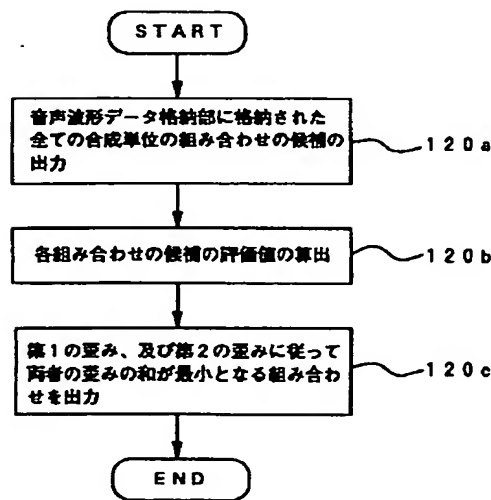 START
音声波形データ格納部に格納された
全ての合成単位の組み合わせの候補の
出力
120a
各組み合わせの候補の評価値の算出
120b
第1の歪み、及び第2の歪みに従って
両者の歪みの和が最小となる組み合わ
せを出力
120c
END